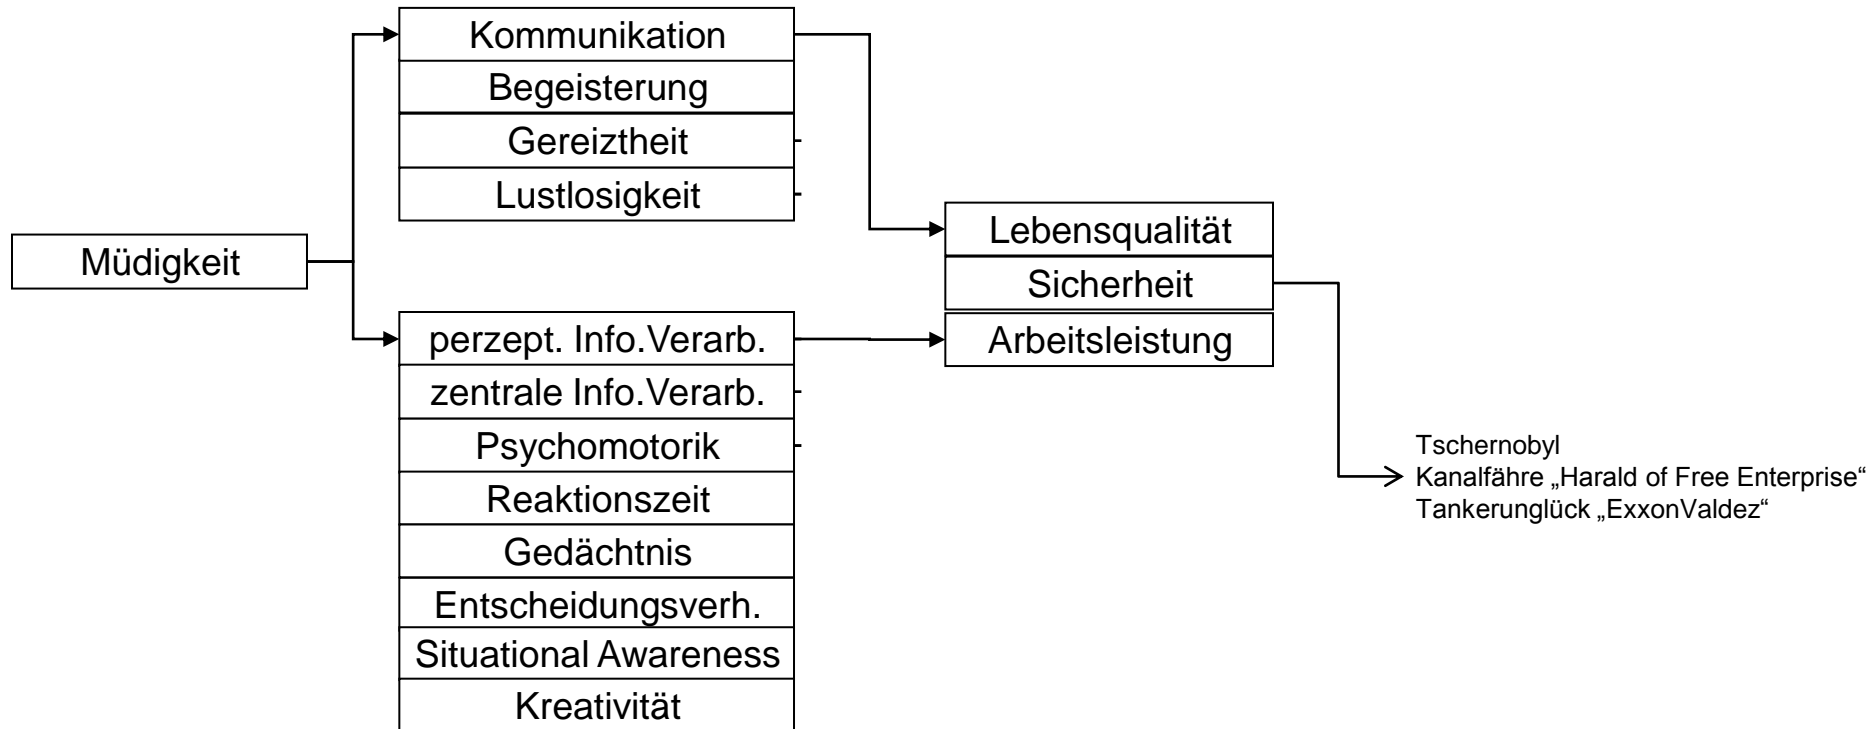 Müdigkeit
Kommunikation
Begeisterung
Gereiztheit
Lustlosigkeit
perzept. Info.Verarb.
zentrale Info.Verarb.
Psychomotorik
Reaktionszeit
Gedächtnis
Entscheidungsverh.
Situational Awareness
Kreativität
Lebensqualität
Sicherheit
Arbeitsleistung
Tschernobyl
Kanalfähre „Harald of Free Enterprise“
Tankerunglück „ExxonValdez“